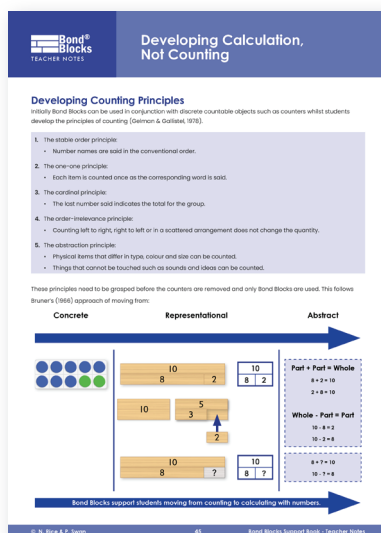 Bond®
Blocks
TEACHER NOTES
Developing Calculation,
Not Counting
Developing Counting Principles
Initially Bond Blocks can be used in conjunction with discrete countable objects such as counters whilst students
develop the principles of counting (Gelman & Gallistel, 1978).
1. The stable order principle:
• Number names are said in the conventional order.
2. The one-one principle:
• Each item is counted once as the corresponding word is said.
3. The cardinal principle:
• The last number said indicates the total for the group.
4. The order-irrelevance principle:
• Counting left to right, right to left or in a scattered arrangement does not change the quantity.
5. The abstraction principle:
• Physical items that differ in type, colour and size can be counted.
• Things that cannot be touched such as sounds and ideas can be counted.
These principles need to be grasped before the counters are removed and only Bond Blocks are used. This follows
Bruner's (1966) approach of moving from:
Concrete Representational Abstract
10
8 2
10
8 2
Part + Part = Whole
8 + 2 = 10
2 + 8 = 10
10
5
3
2
Whole - Part = Part
10 - 8 = 2
10 - 2 = 8
10
8 ?
10
8 ?
8 + ? = 10
10 - ? = 8
Bond Blocks support students moving from counting to calculating with numbers.
© N. Rice & P. Swan 65 Bond Blocks Support Book - Teacher Notes